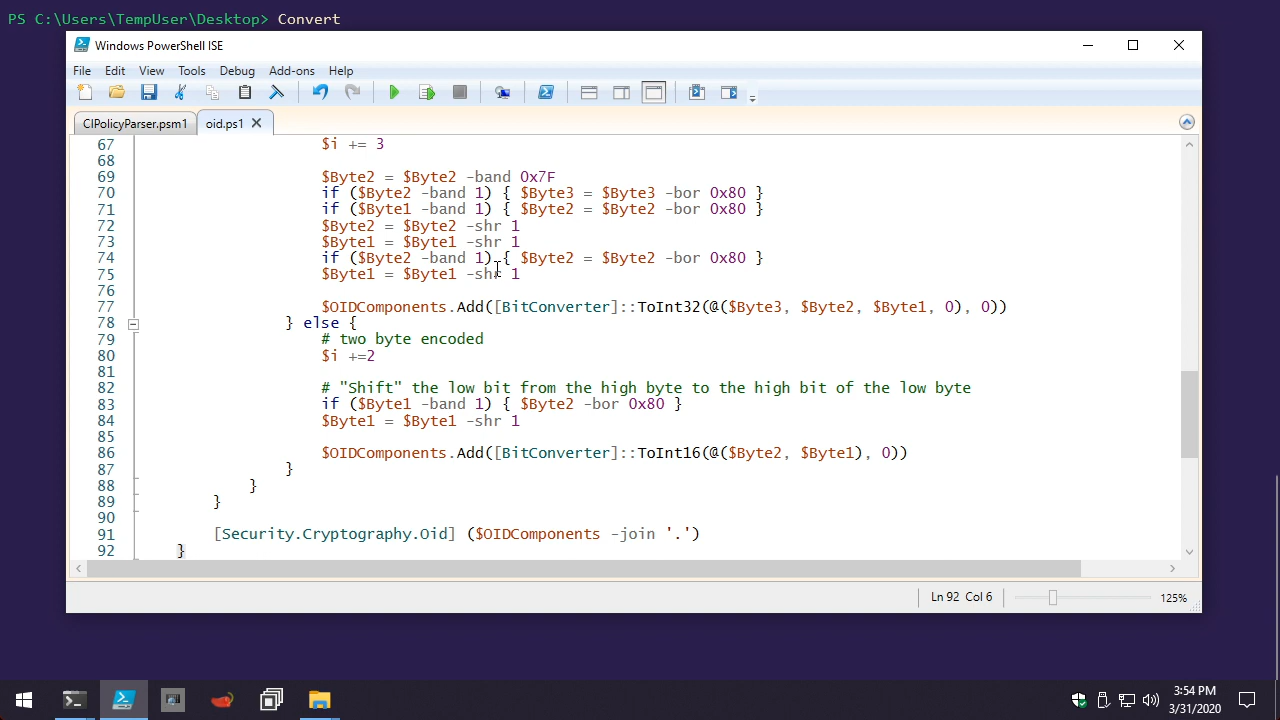 PS C:\Users\TempUser\Desktop> Convert
Windows PowerShell ISE
File Edit View Tools Debug Add-ons Help
CIPolicyParser.psm1 oid.ps1
67 $i += 3
68
69 $Byte2 = $Byte2 -band 0x7F
70 if ($Byte2 -band 1) { $Byte3 = $Byte3 -bor 0x80 }
71 if ($Byte1 -band 1) { $Byte2 = $Byte2 -bor 0x80 }
72 $Byte2 = $Byte2 -shr 1
73 $Byte1 = $Byte1 -shr 1
74 if ($Byte2 -band 1) { $Byte2 = $Byte2 -bor 0x80 }
75 $Byte1 = $Byte1 -shr 1
76
77 $OIDComponents.Add([BitConverter]::ToInt32(@($Byte3, $Byte2, $Byte1, 0), 0))
78 } else {
79 # two byte encoded
80 $i +=2
81
82 # "Shift" the low bit from the high byte to the high bit of the low byte
83 if ($Byte1 -band 1) { $Byte2 -bor 0x80 }
84 $Byte1 = $Byte1 -shr 1
85
86 $OIDComponents.Add([BitConverter]::ToInt16(@($Byte2, $Byte1), 0))
87 }
88 }
89 }
90
91 [Security.Cryptography.Oid] ($OIDComponents -join '.')
92 }
Ln 92 Col 6 125%
3:54 PM
3/31/2020